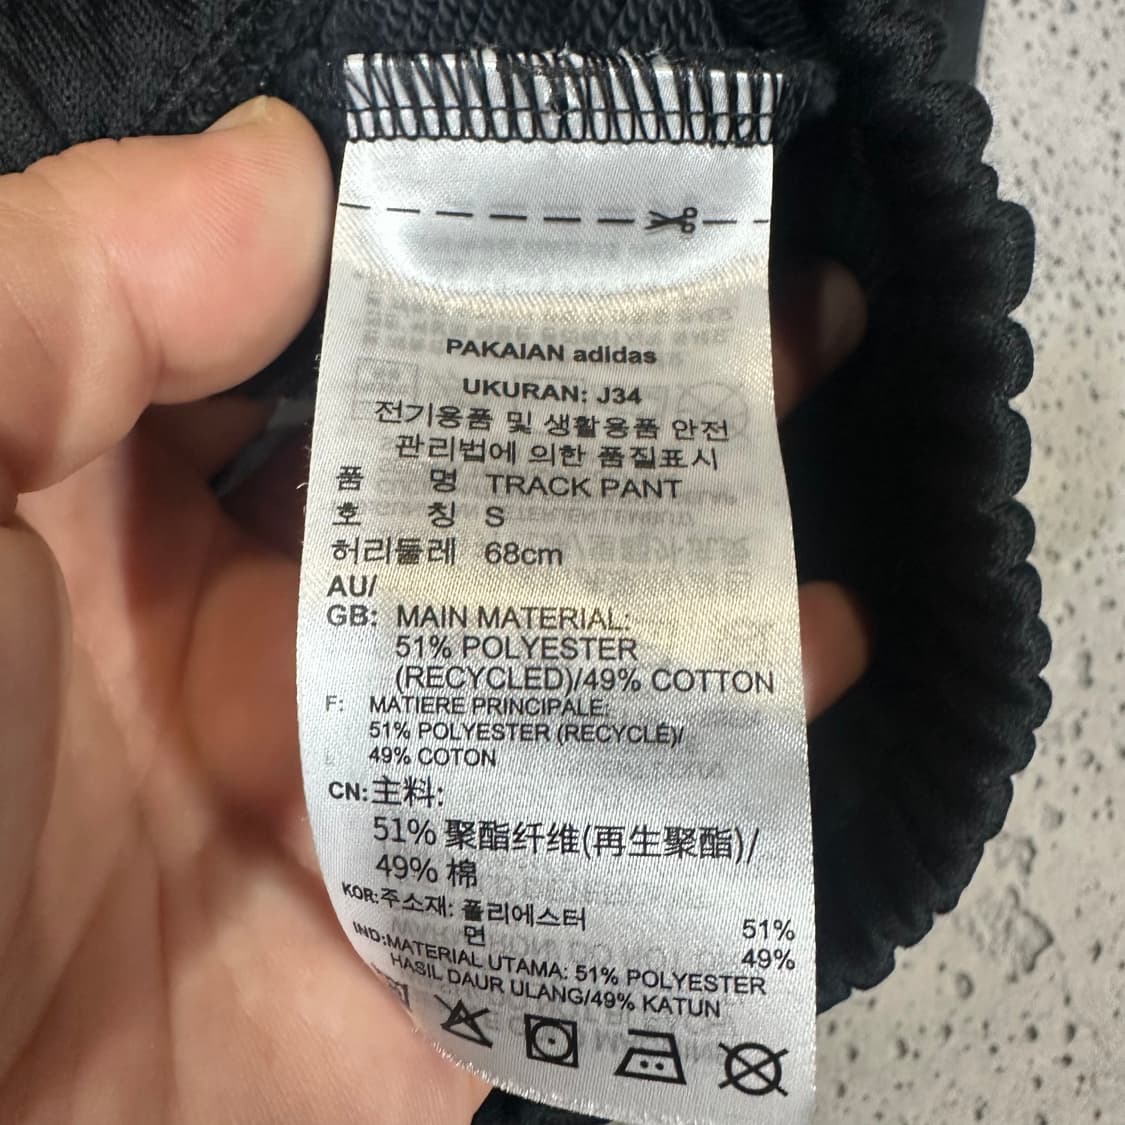 PAKAIAN adidas
UKURAN: J34
전기용품 및 생활용품 안전
관리법에 의한 품질표시
품 명 TRACK PANT
호 칭 S
허리둘레 68cm
AU/
GB: MAIN MATERIAL:
51% POLYESTER
(RECYCLED)/49% COTTON
F: MATIERE PRINCIPALE:
51% POLYESTER (RECYCLÉ)/
49% COTON
CN:主料:
51% 聚酯纤维(再生聚酯)/
49% 棉
KOR:주소재: 폴리에스터 51%
면 49%
IND:MATERIAL UTAMA: 51% POLYESTER
HASIL DAUR ULANG/49% KATUN